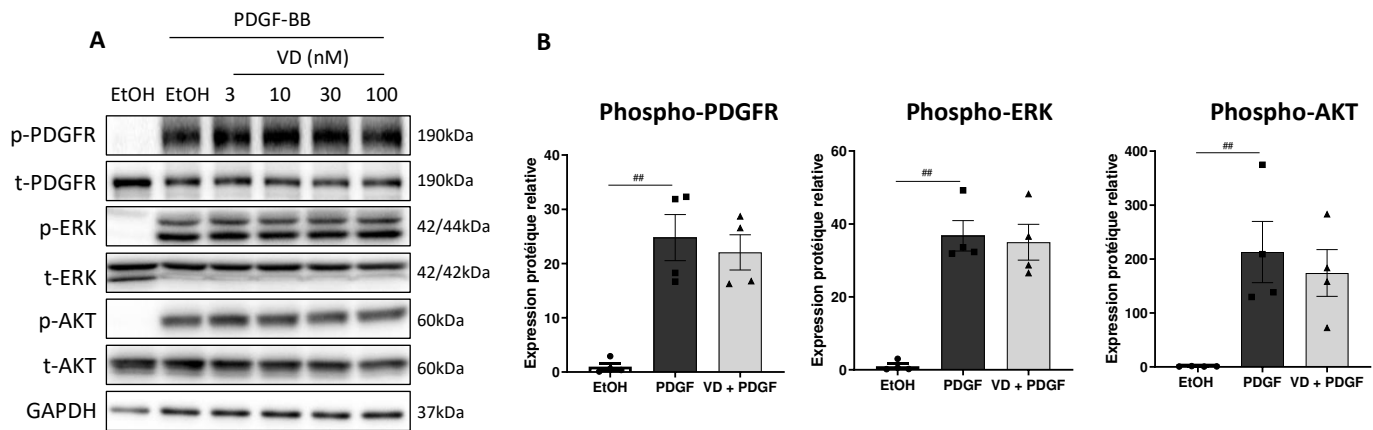 A
PDGF-BB
VD (nM)
EtOH EtOH 3 10 30 100
p-PDGFR 190kDa
t-PDGFR 190kDa
p-ERK 42/44kDa
t-ERK 42/42kDa
p-AKT 60kDa
t-AKT 60kDa
GAPDH 37kDa
B
Phospho-PDGFR
Expression protéique relative
40
30
20
10
0
##
EtOH PDGF VD + PDGF
Phospho-ERK
Expression protéique relative
60
40
20
0
##
EtOH PDGF VD + PDGF
Phospho-AKT
Expression protéique relative
400
300
200
100
0
##
EtOH PDGF VD + PDGF